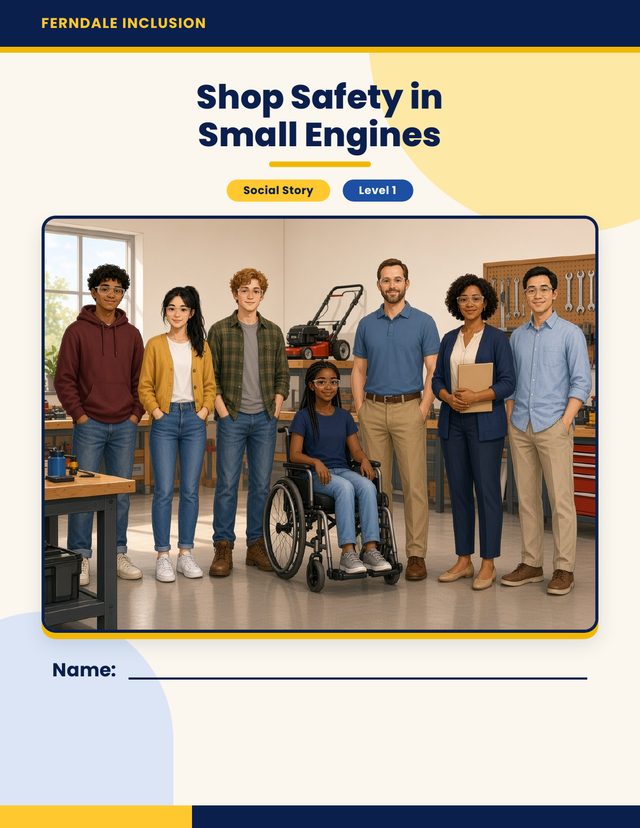 FERNDALE INCLUSION
Shop Safety in
Small Engines
Social Story
Level 1
Name: